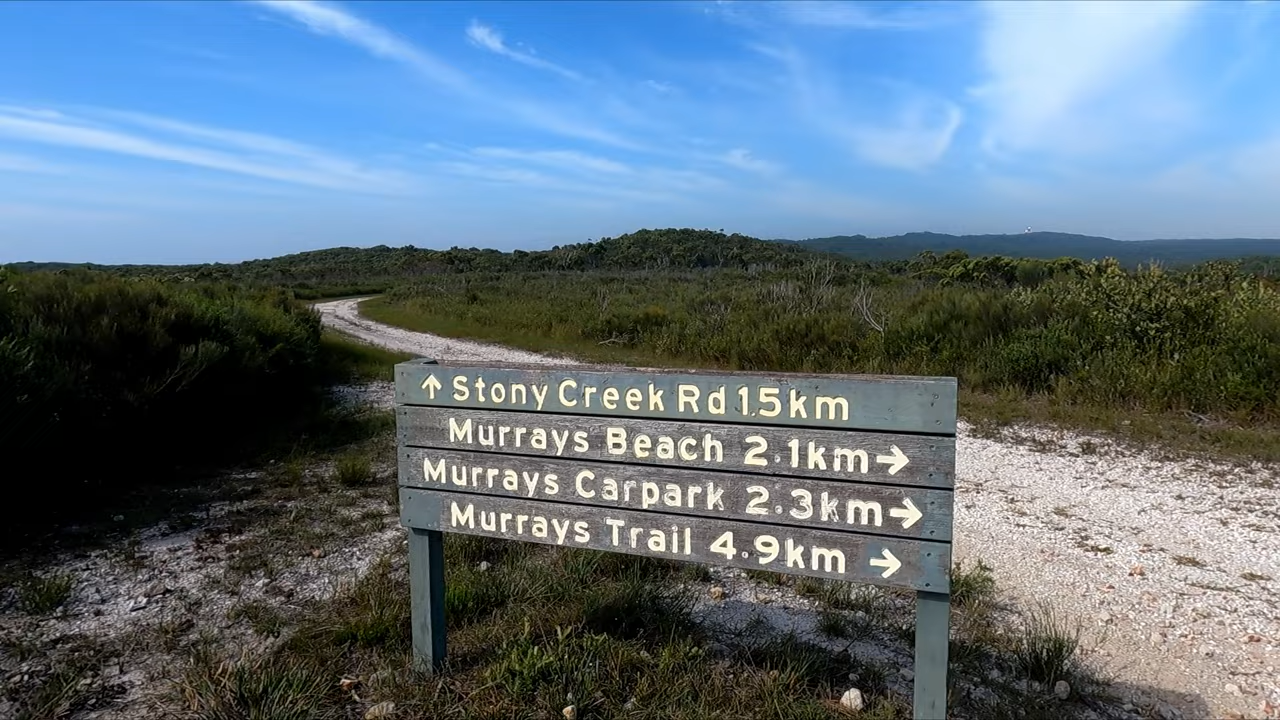 ↑ Stony Creek Rd 1.5km
Murrays Beach 2.1km →
Murrays Carpark 2.3km →
Murrays Trail 4.9km →